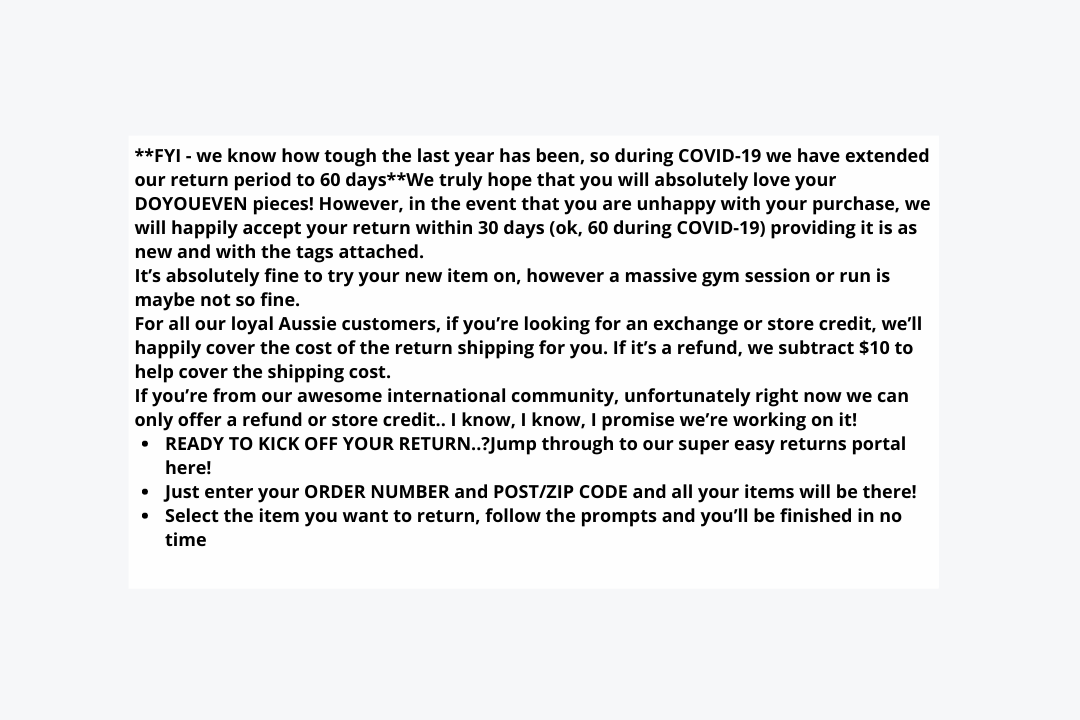 **FYI - we know how tough the last year has been, so during COVID-19 we have extended
our return period to 60 days**We truly hope that you will absolutely love your
DOYOUEVEN pieces! However, in the event that you are unhappy with your purchase, we
will happily accept your return within 30 days (ok, 60 during COVID-19) providing it is as
new and with the tags attached.
It’s absolutely fine to try your new item on, however a massive gym session or run is
maybe not so fine.
For all our loyal Aussie customers, if you’re looking for an exchange or store credit, we’ll
happily cover the cost of the return shipping for you. If it’s a refund, we subtract $10 to
help cover the shipping cost.
If you’re from our awesome international community, unfortunately right now we can
only offer a refund or store credit.. I know, I know, I promise we’re working on it!
• READY TO KICK OFF YOUR RETURN..?Jump through to our super easy returns portal
here!
• Just enter your ORDER NUMBER and POST/ZIP CODE and all your items will be there!
• Select the item you want to return, follow the prompts and you’ll be finished in no
time